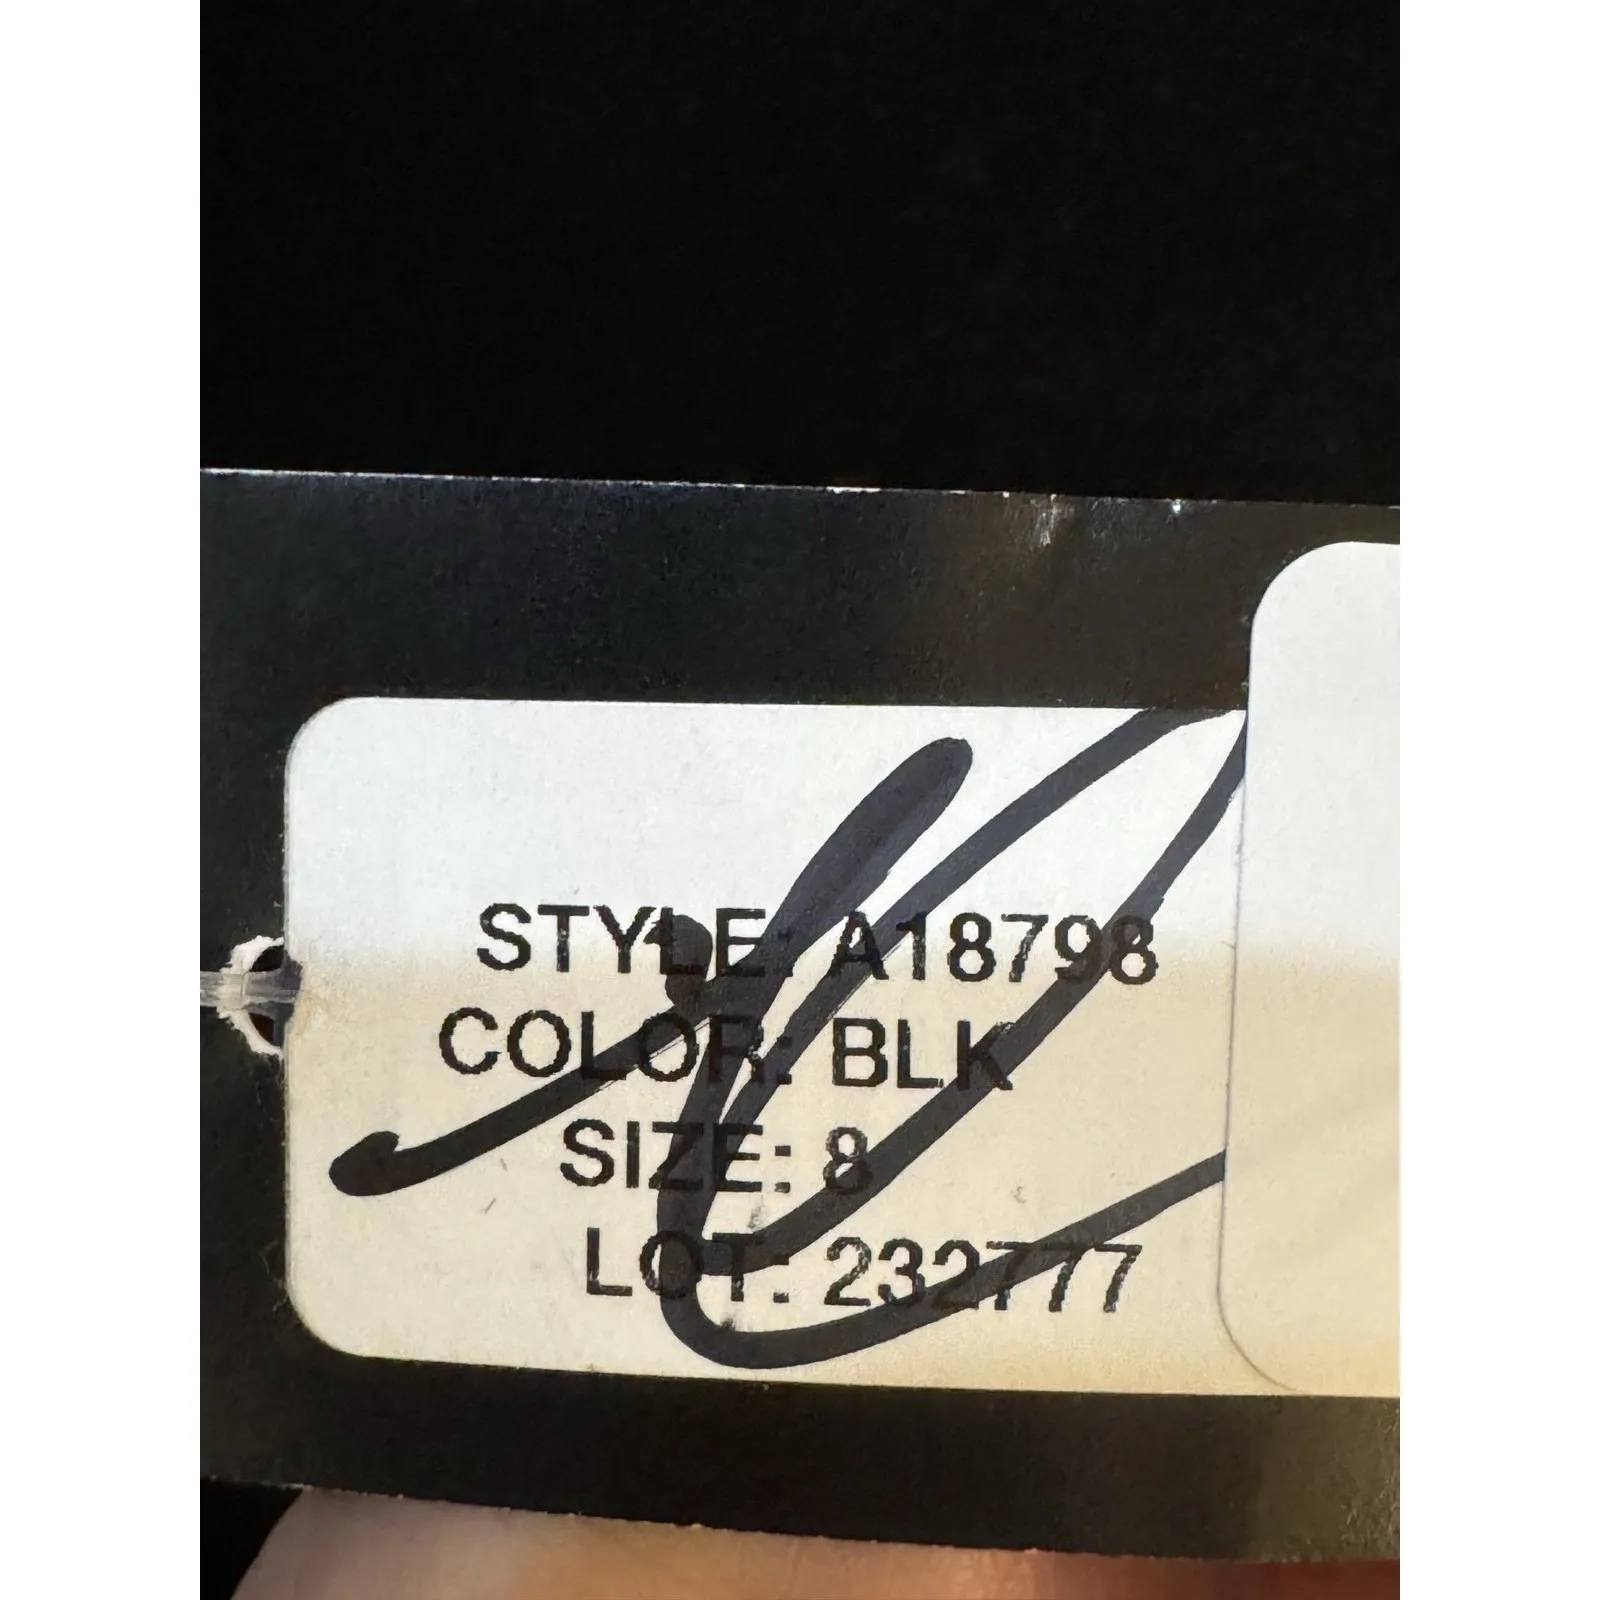 STYLE: A18798
COLOR: BLK
SIZE: 8
LOT: 232777